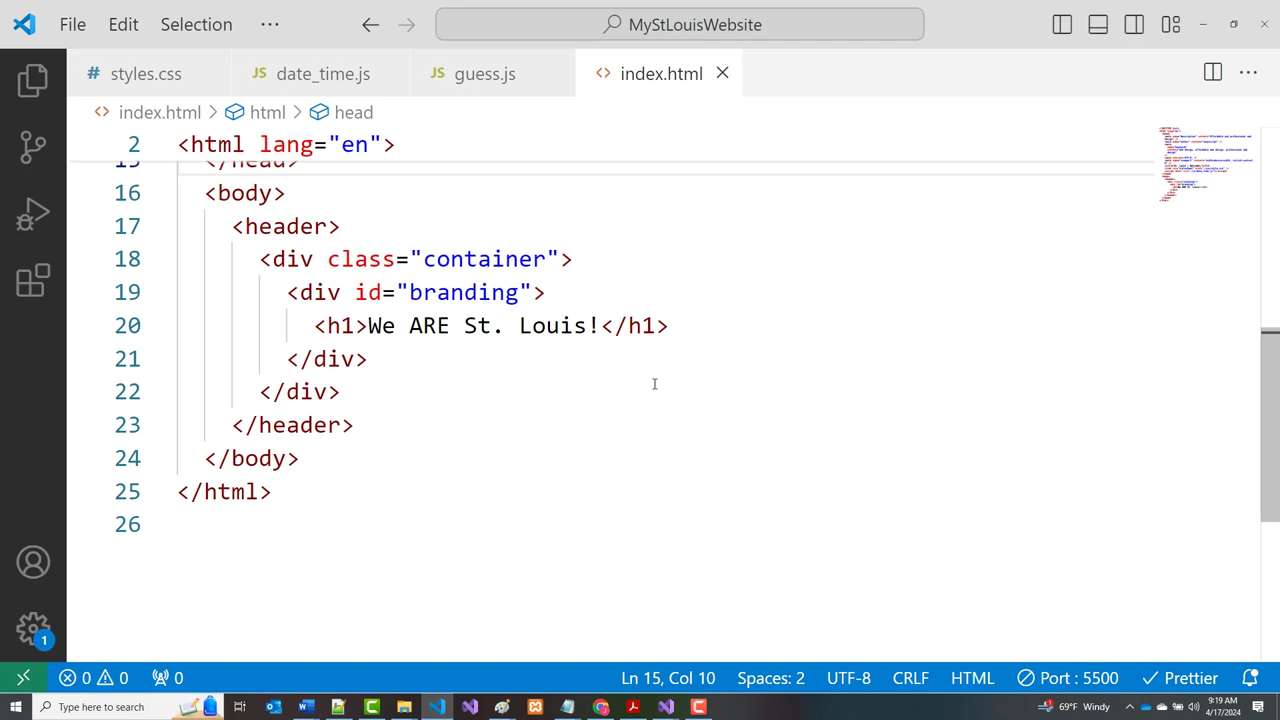 File Edit Selection ··· MyStLouisWebsite
# styles.css JS date_time.js JS guess.js <> index.html
<> index.html > html > head
2 <html lang="en">
15 </head>
16 <body>
17 <header>
18 <div class="container">
19 <div id="branding">
20 <h1>We ARE St. Louis!</h1>
21 </div>
22 </div>
23 </header>
24 </body>
25 </html>
26
1
0 0 0 Ln 15, Col 10 Spaces: 2 UTF-8 CRLF HTML Port : 5500 Prettier
Type here to search 69°F Windy 9:19 AM
4/17/2024